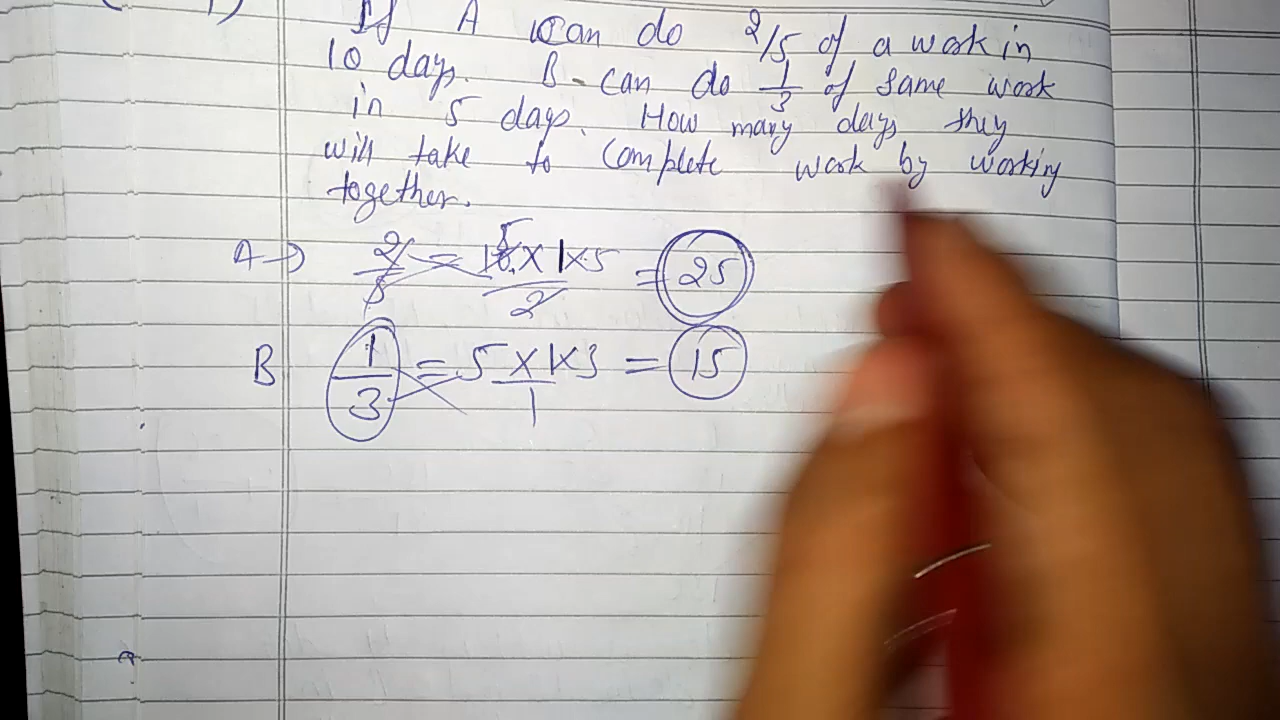 If A can do 2/5 of a work in
10 days. B can do 1/3 of same work
in 5 days. How many days they
will take to complete work by working
together.
A → 2/5 = 10 × 1 × 5 / 2 = 25
B 1/3 = 5 × 1 × 3 / 1 = 15